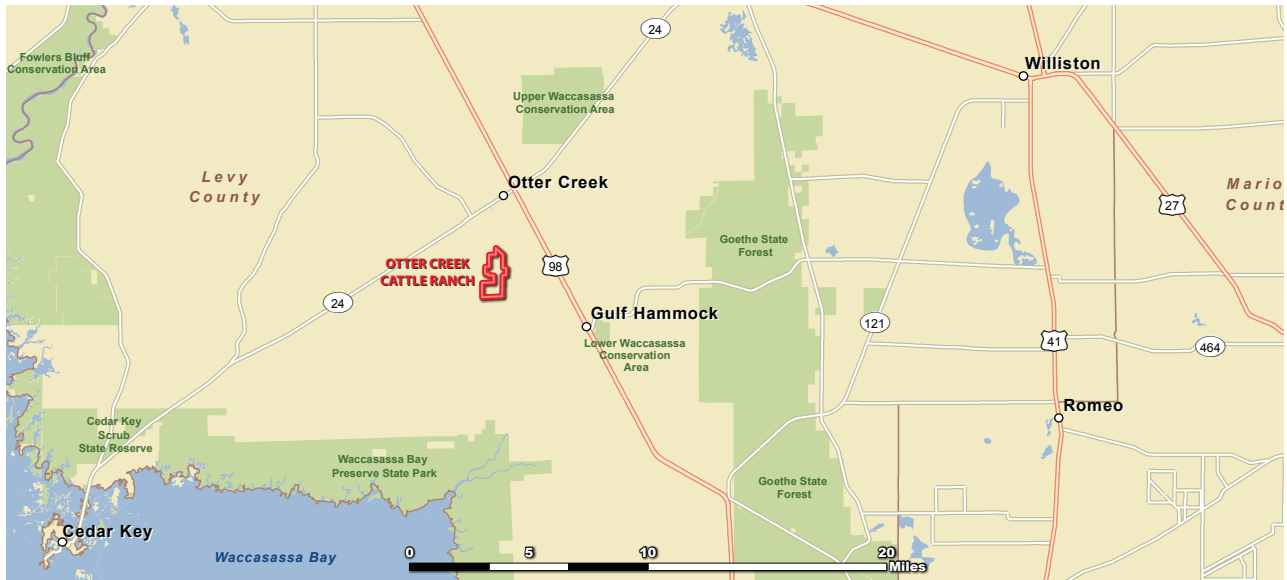 24
Fowlers Bluff
Conservation Area
Williston
Upper Waccasassa
Conservation Area
Levy
County
Otter Creek
Mario
Count
27
Goethe State
Forest
OTTER CREEK
CATTLE RANCH
98
24
Gulf Hammock
121
41
464
Lower Waccasassa
Conservation
Area
Romeo
Cedar Key
Scrub
State Reserve
Waccasassa Bay
Preserve State Park
Goethe State
Forest
Cedar Key
Waccasassa Bay
0 5 10 20
Miles